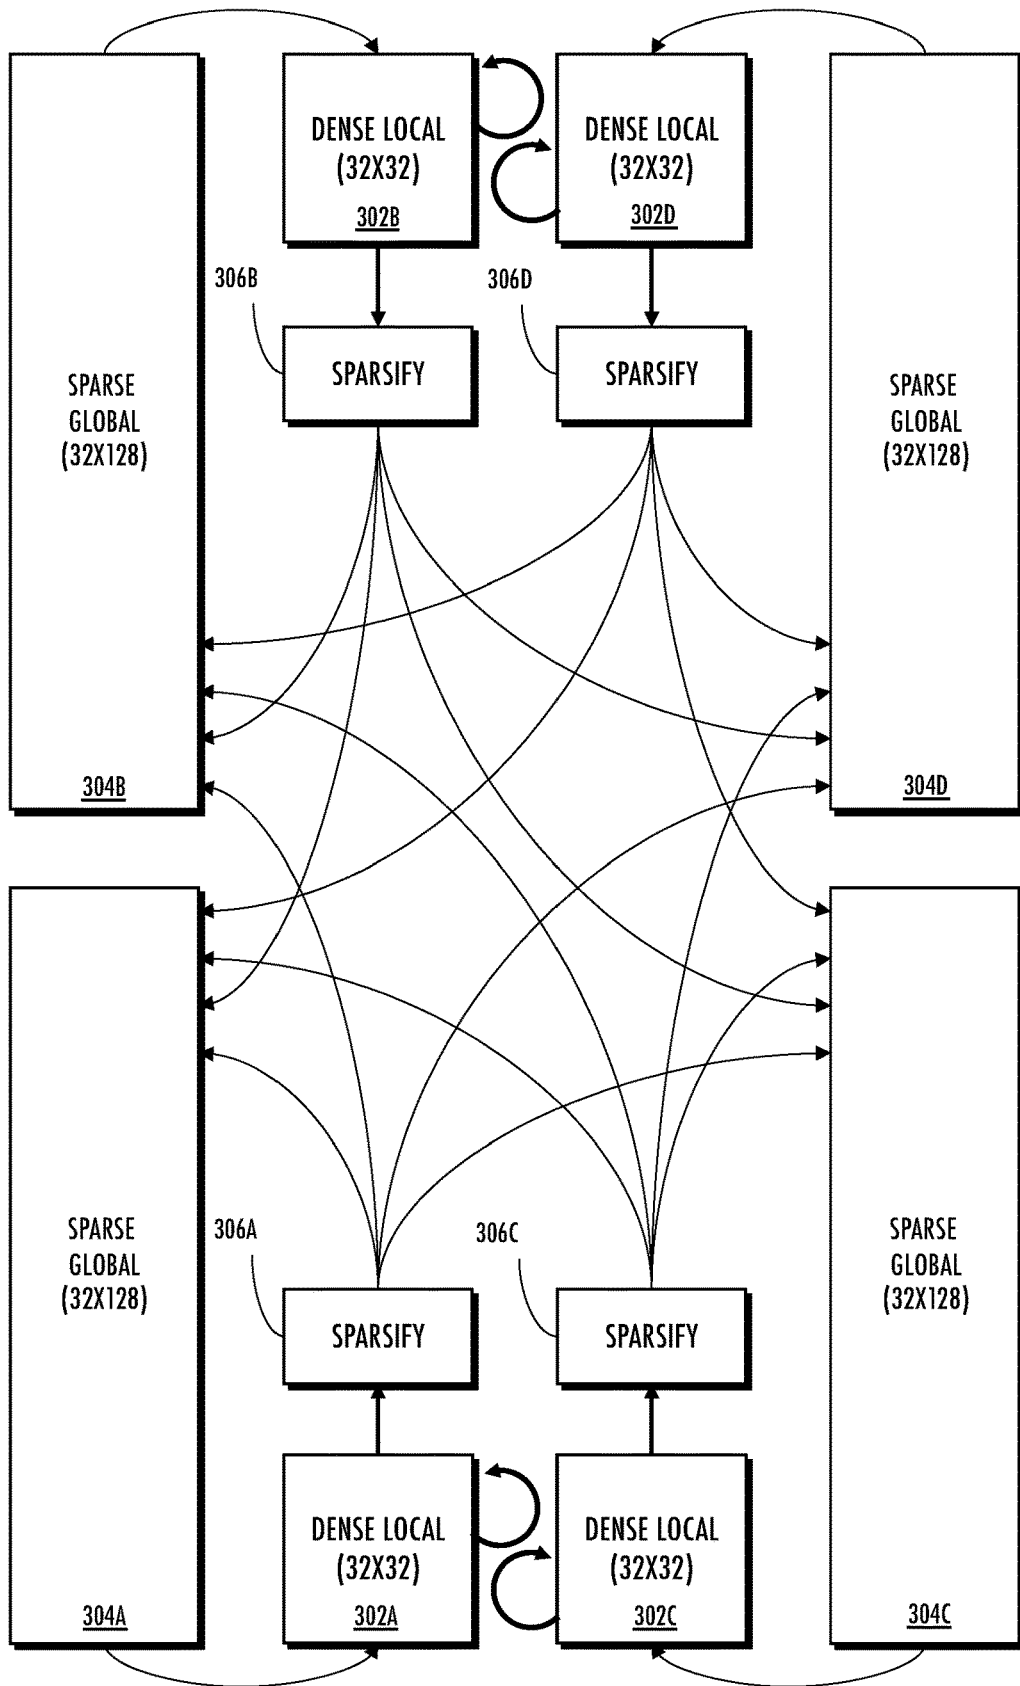 DENSE LOCAL
(32X32)
302B
DENSE LOCAL
(32X32)
302D
306B
306D
SPARSIFY
SPARSIFY
SPARSE
GLOBAL
(32X128)
304B
SPARSE
GLOBAL
(32X128)
304D
SPARSE
GLOBAL
(32X128)
304A
SPARSE
GLOBAL
(32X128)
304C
306A
306C
SPARSIFY
SPARSIFY
DENSE LOCAL
(32X32)
302A
DENSE LOCAL
(32X32)
302C